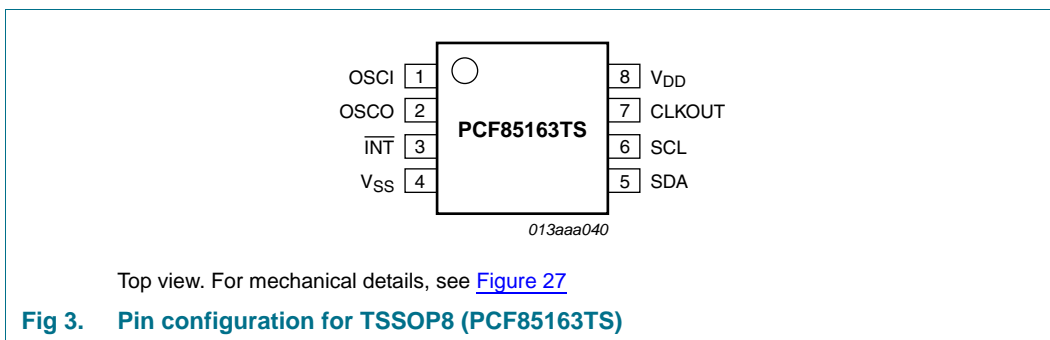 OSCI 1 8 VDD
OSCO 2 7 CLKOUT
PCF85163TS
INT 3 6 SCL
VSS 4 5 SDA
013aaa040
Top view. For mechanical details, see Figure 27
Fig 3. Pin configuration for TSSOP8 (PCF85163TS)